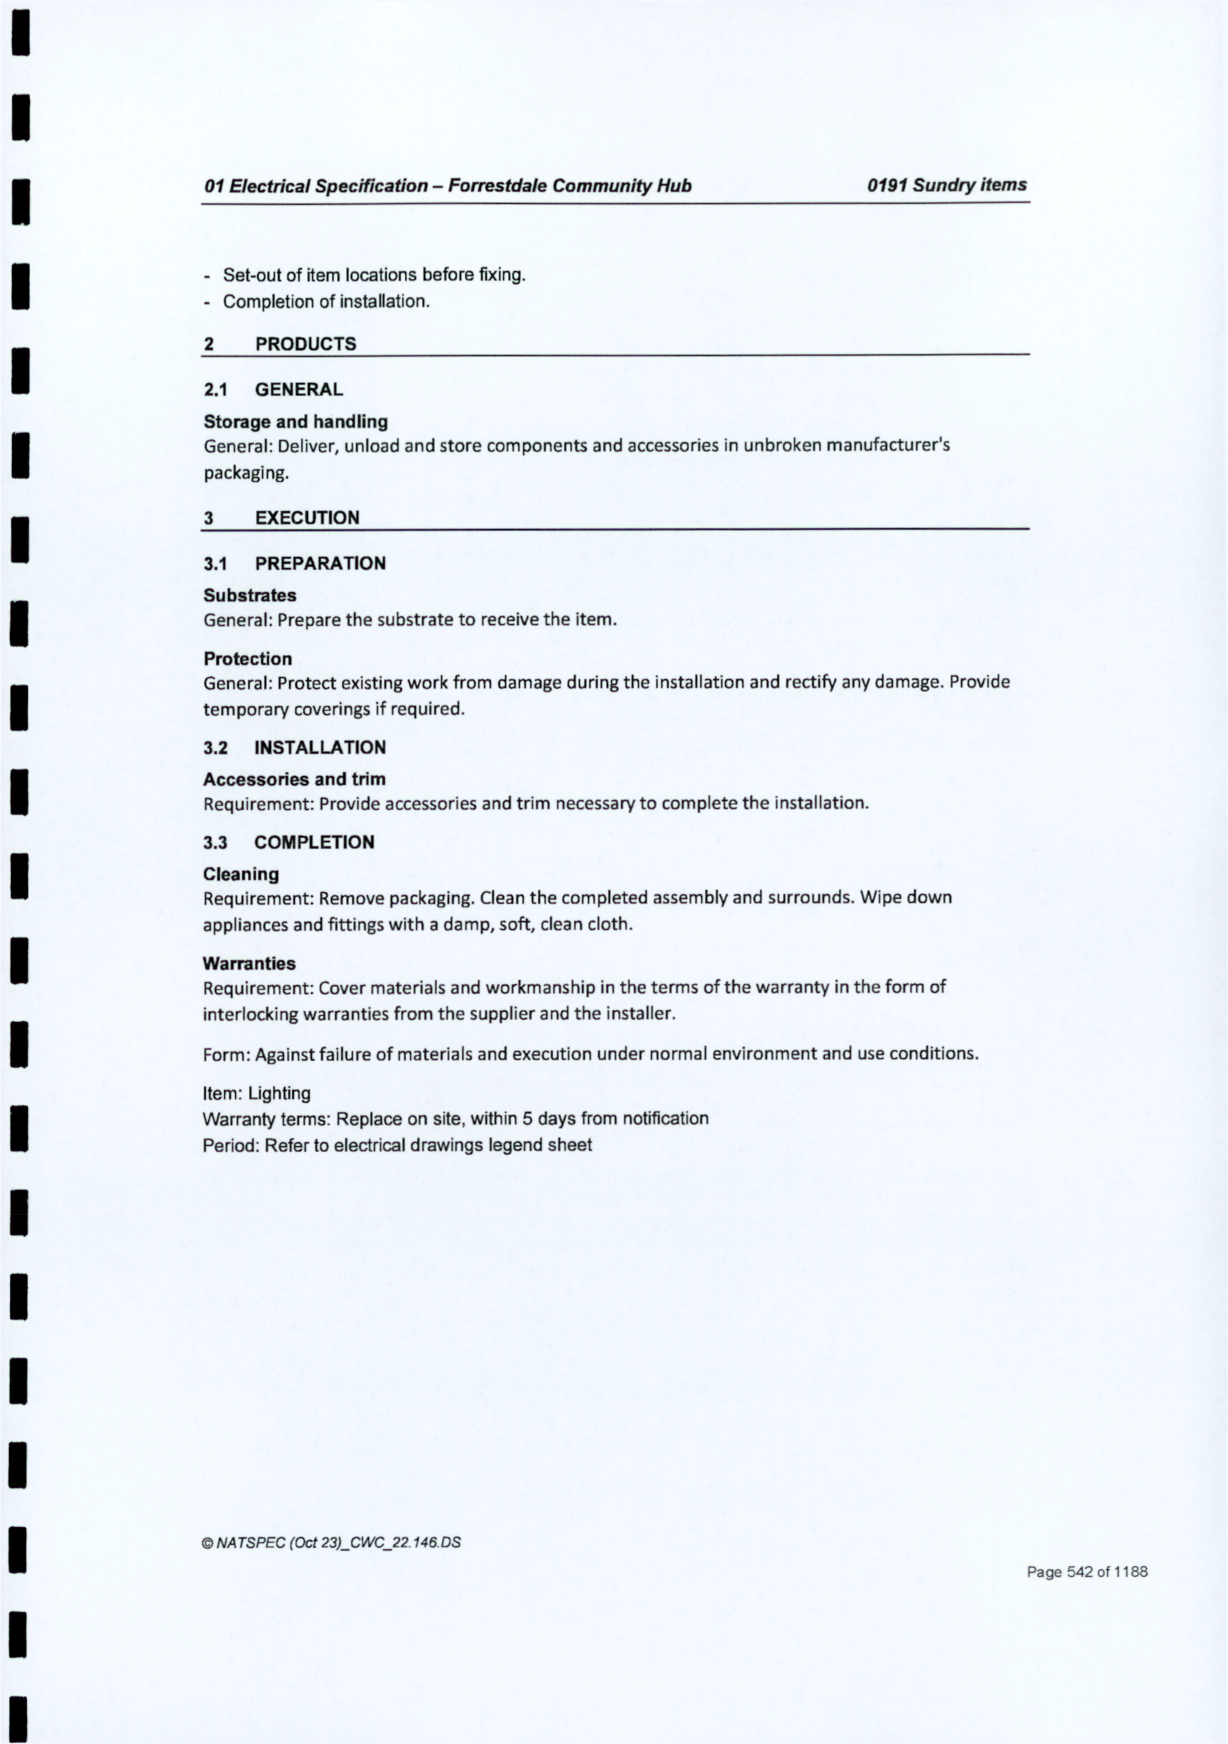 01 Electrical Specification – Forrestdale Community Hub 0191 Sundry items
- Set-out of item locations before fixing.
- Completion of installation.
2 PRODUCTS
2.1 GENERAL
Storage and handling
General: Deliver, unload and store components and accessories in unbroken manufacturer's
packaging.
3 EXECUTION
3.1 PREPARATION
Substrates
General: Prepare the substrate to receive the item.
Protection
General: Protect existing work from damage during the installation and rectify any damage. Provide
temporary coverings if required.
3.2 INSTALLATION
Accessories and trim
Requirement: Provide accessories and trim necessary to complete the installation.
3.3 COMPLETION
Cleaning
Requirement: Remove packaging. Clean the completed assembly and surrounds. Wipe down
appliances and fittings with a damp, soft, clean cloth.
Warranties
Requirement: Cover materials and workmanship in the terms of the warranty in the form of
interlocking warranties from the supplier and the installer.
Form: Against failure of materials and execution under normal environment and use conditions.
Item: Lighting
Warranty terms: Replace on site, within 5 days from notification
Period: Refer to electrical drawings legend sheet
© NATSPEC (Oct 23)_CWC_22.146.DS
Page 542 of 1188